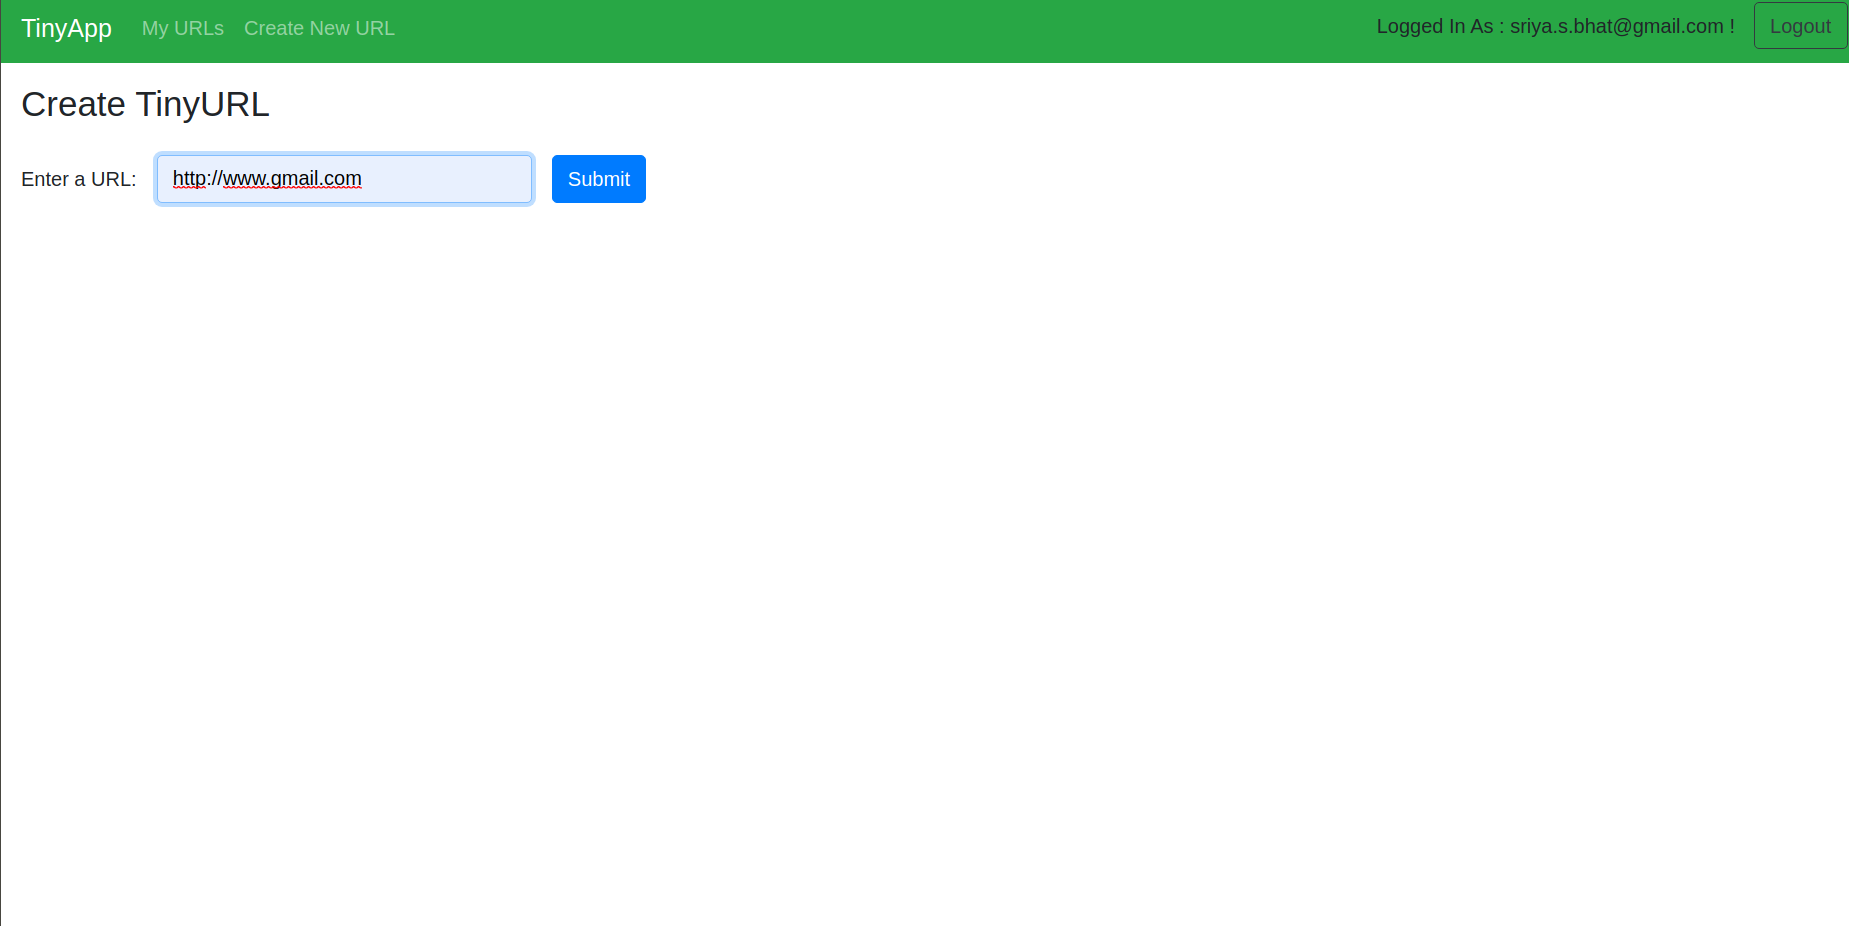 TinyApp My URLs Create New URL Logged In As : sriya.s.bhat@gmail.com ! Logout
Create TinyURL
Enter a URL: http://www.gmail.com Submit